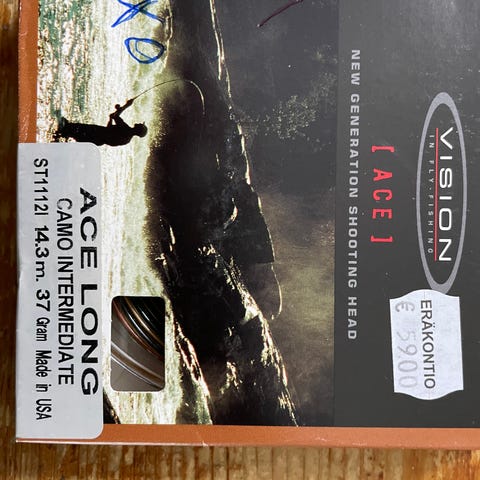 VISION
IN FLY-FISHING
[ ACE ]
NEW GENERATION SHOOTING HEAD
ERÄKONTIO
€ 59.00
ACE LONG
CAMO INTERMEDIATE
ST1112I 14.3 m. 37 Gram Made in USA